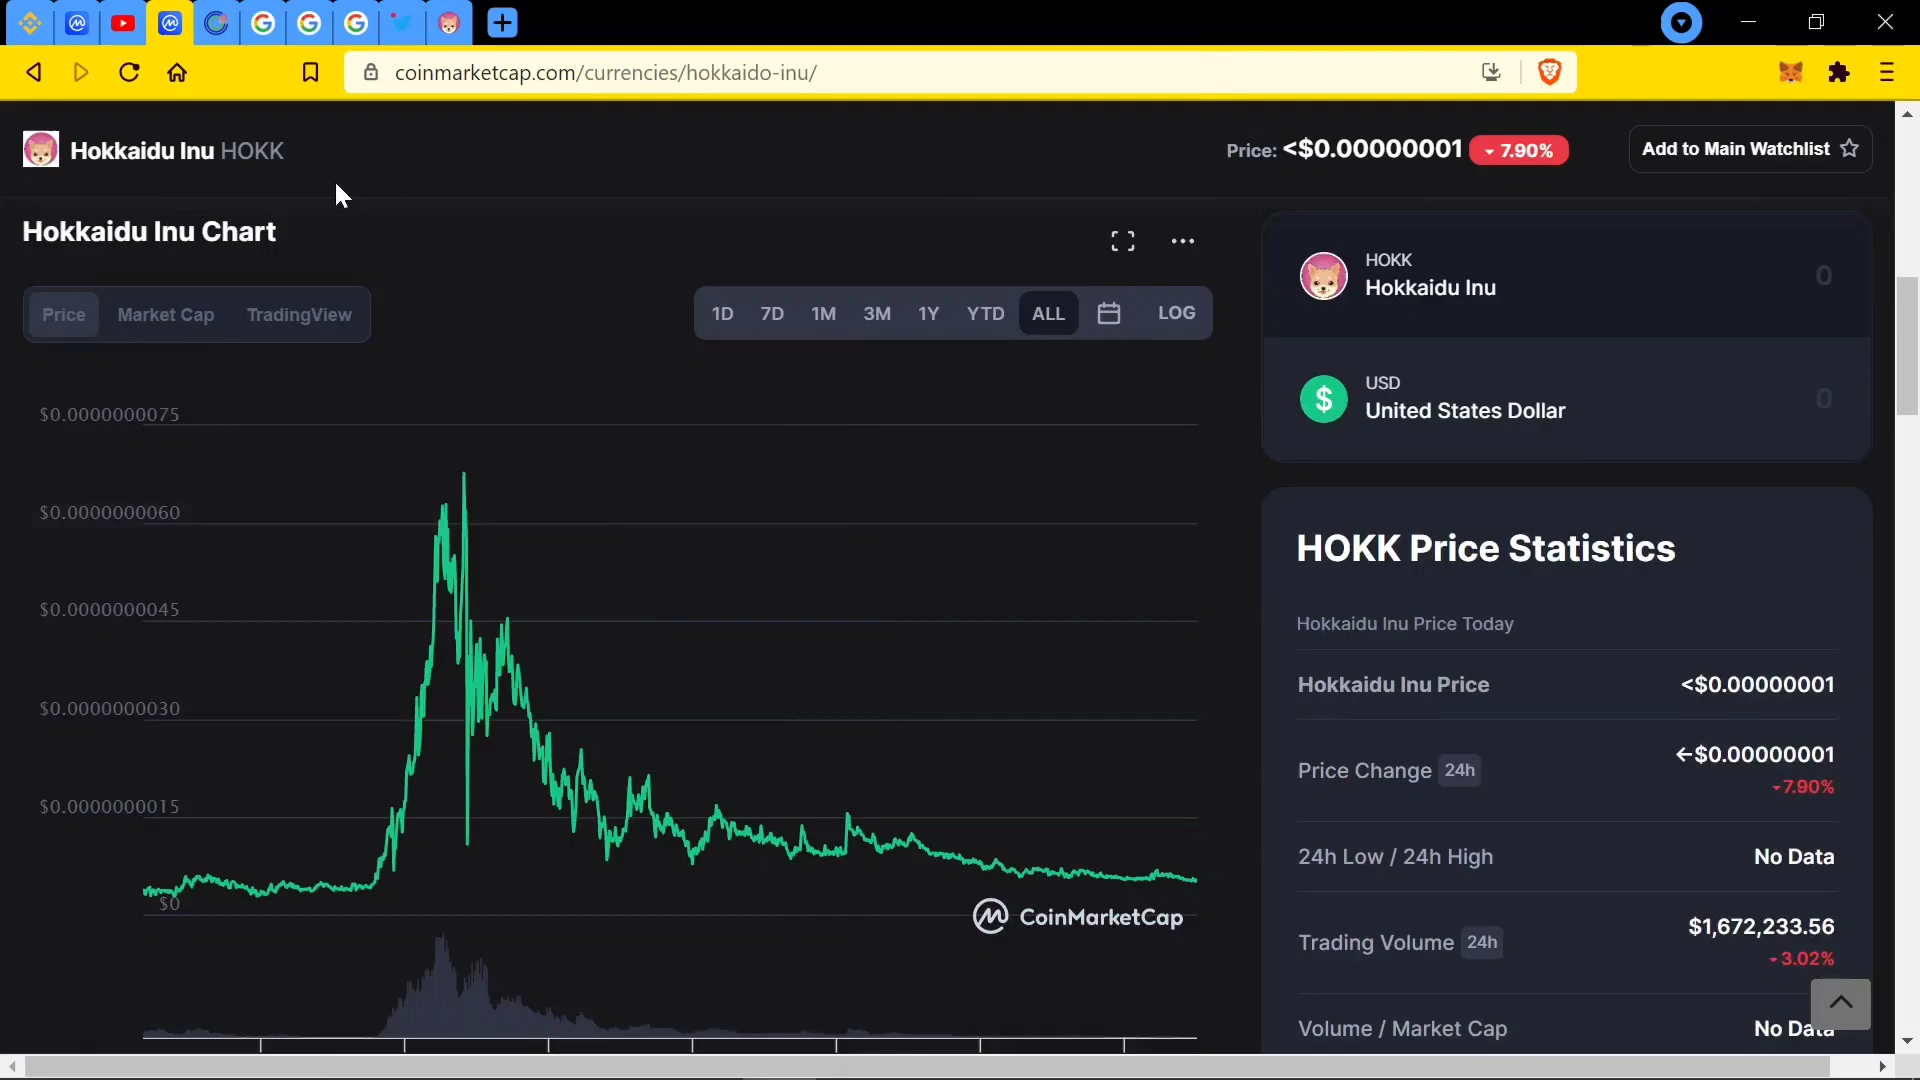 coinmarketcap.com/currencies/hokkaido-inu/
Hokkaidu Inu HOKK
Price: <$0.00000001 7.90%
Add to Main Watchlist
Hokkaidu Inu Chart
Price Market Cap TradingView
1D 7D 1M 3M 1Y YTD ALL LOG
$0.0000000075
$0.0000000060
$0.0000000045
$0.0000000030
$0.0000000015
$0
CoinMarketCap
HOKK
Hokkaidu Inu
0
USD
United States Dollar
0
HOKK Price Statistics
Hokkaidu Inu Price Today
Hokkaidu Inu Price <$0.00000001
Price Change 24h <-$0.00000001
7.90%
24h Low / 24h High No Data
Trading Volume 24h $1,672,233.56
3.02%
Volume / Market Cap No Data